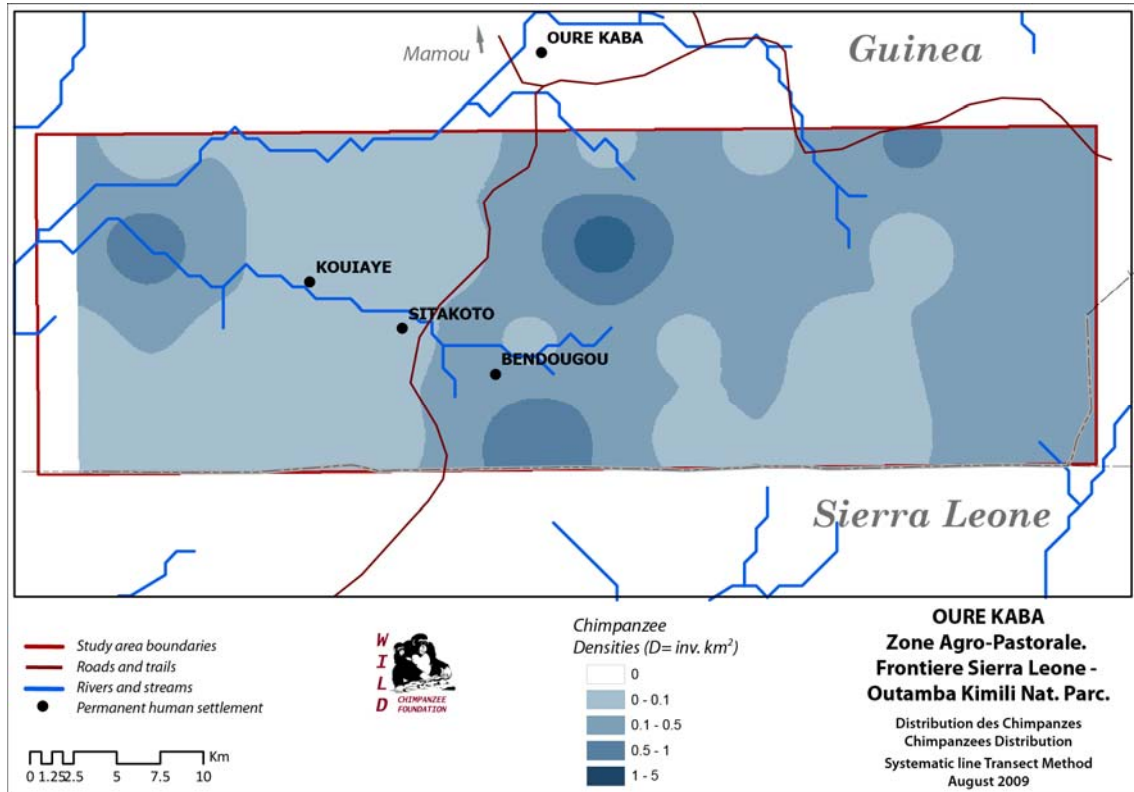 OURE KABA
Mamou
Guinea
KOUIAYE
SITAKOTO
BENDOUGOU
Sierra Leone
Study area boundaries
Roads and trails
Rivers and streams
Permanent human settlement
0 1.252.5 5 7.5 10 Km
WILD
CHIMPANZEE
FOUNDATION
Chimpanzee
Densities (D= inv. km²)
0
0 - 0.1
0.1 - 0.5
0.5 - 1
1 - 5
OURE KABA
Zone Agro-Pastorale.
Frontiere Sierra Leone -
Outamba Kimili Nat. Parc.
Distribution des Chimpanzes
Chimpanzees Distribution
Systematic line Transect Method
August 2009